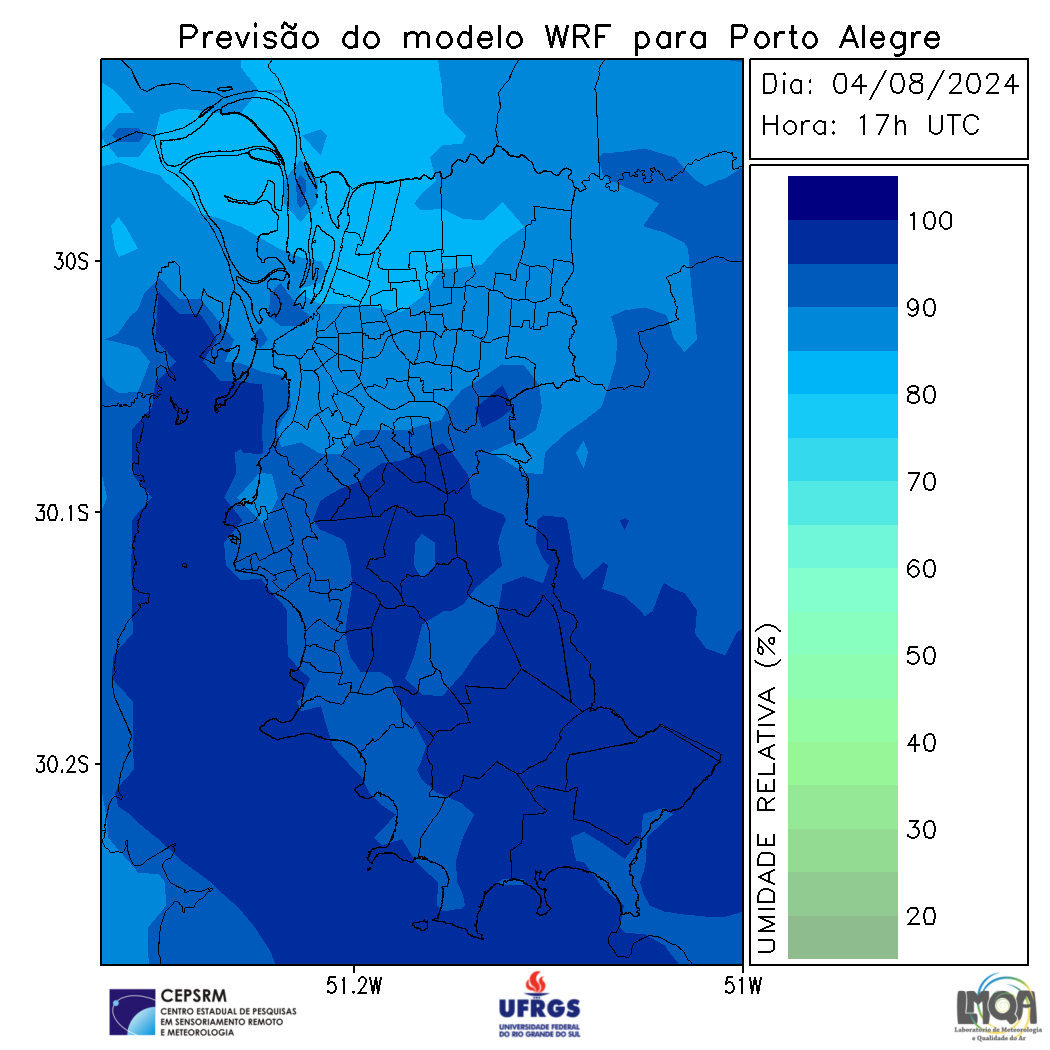 Previsão do modelo WRF para Porto Alegre
Dia: 04/08/2024
Hora: 17h UTC
100
90
80
70
60
50
40
30
20
UMIDADE RELATIVA (%)
30S
30.1S
30.2S
51.2W
51W
CEPSRM
CENTRO ESTADUAL DE PESQUISAS
EM SENSORIAMENTO REMOTO
E METEOROLOGIA
UFRGS
UNIVERSIDADE FEDERAL
DO RIO GRANDE DO SUL
LMQA
Laboratório de Meteorologia
e Qualidade do Ar